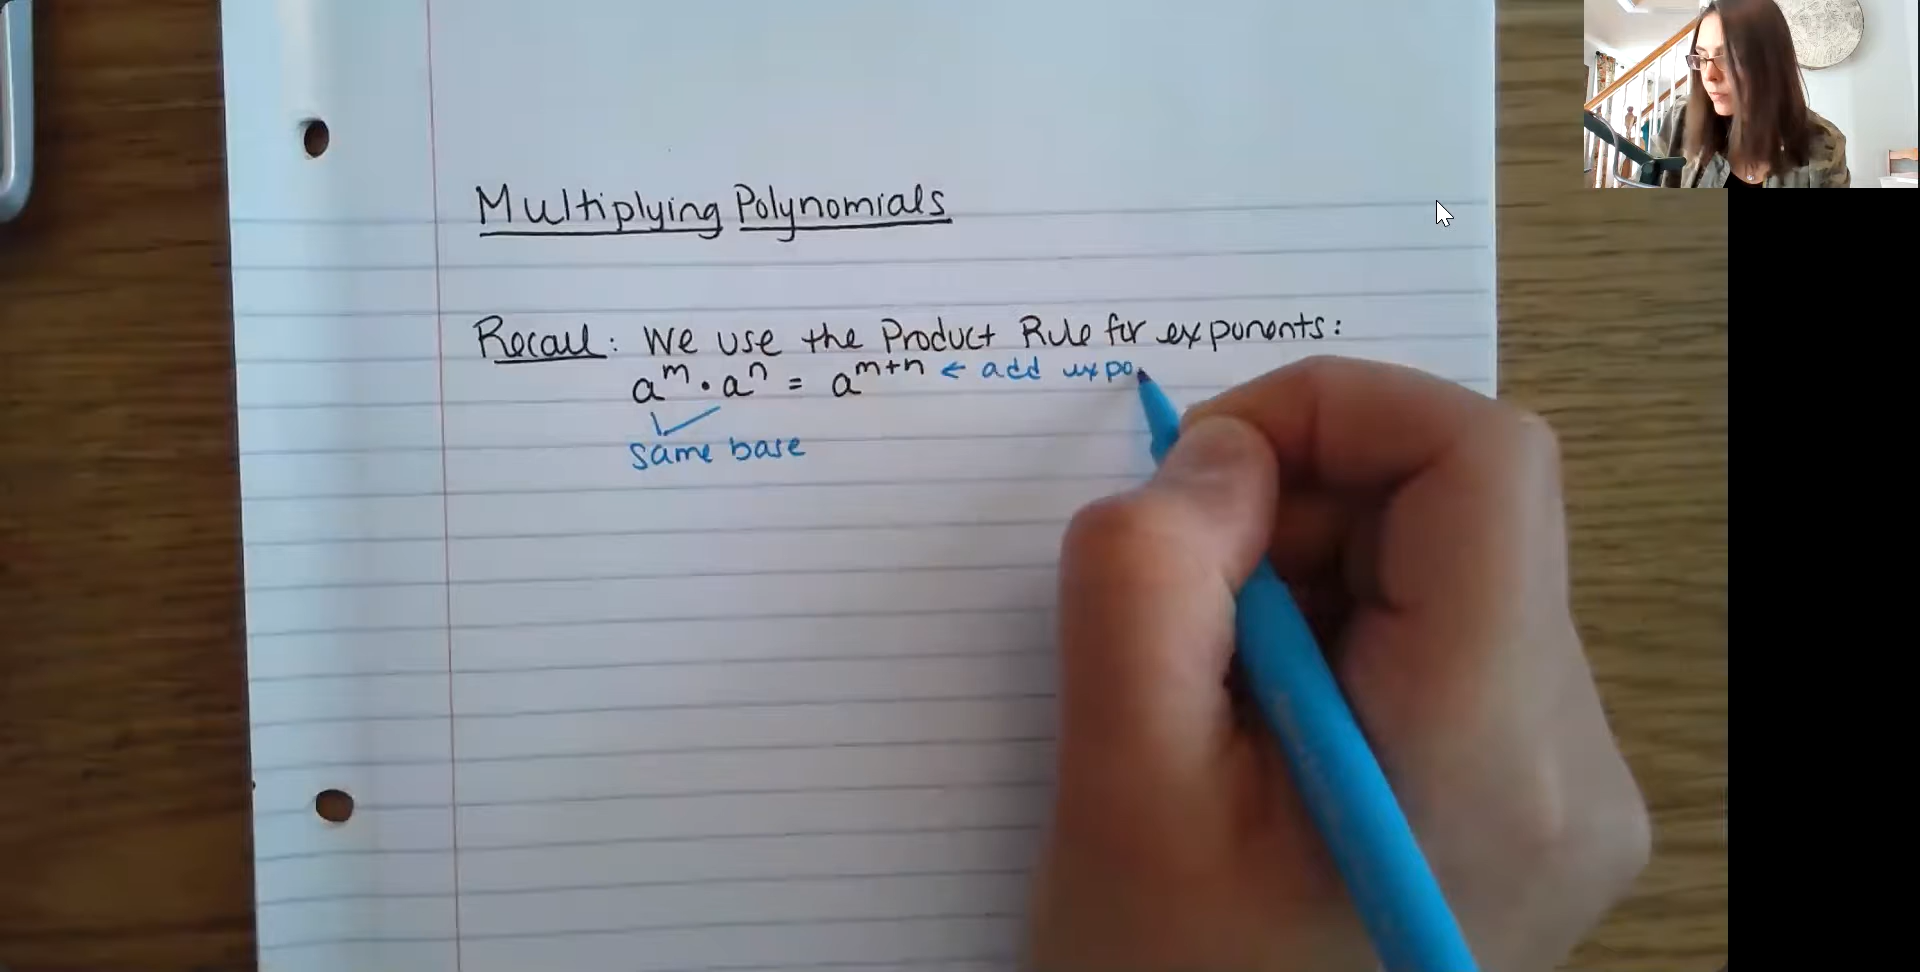 Multiplying Polynomials
Recall: We use the Product Rule for exponents:
a^m · a^n = a^{m+n} ← add expo
same base